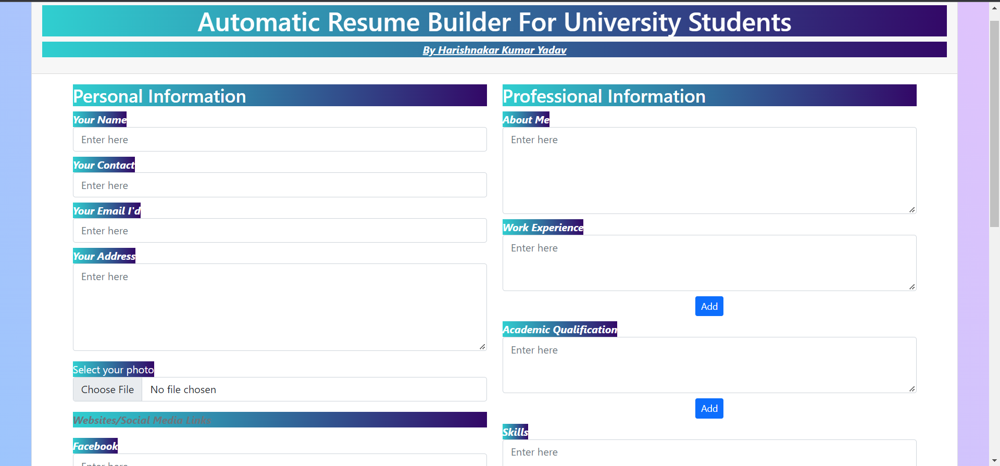 Automatic Resume Builder For University Students
By Harishnakar Kumar Yadav
Personal Information
Your Name
Enter here
Your Contact
Enter here
Your Email I'd
Enter here
Your Address
Enter here
Select your photo
Choose File No file chosen
Websites/Social Media Links
Facebook
Enter here
Professional Information
About Me
Enter here
Work Experience
Enter here
Add
Academic Qualification
Enter here
Add
Skills
Enter here